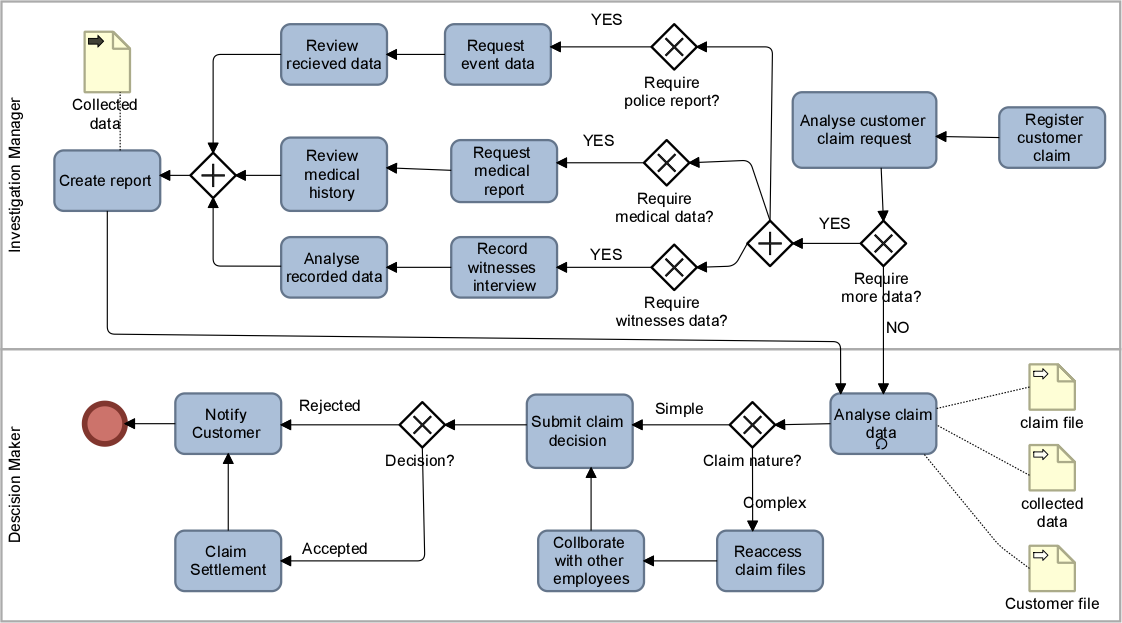 Investigation Manager
Collected
data
Create report
Review
recieved data
Request
event data
YES
Require
police report?
Review
medical
history
Request
medical
report
YES
Require
medical data?
Analyse
recorded data
Record
witnesses
interview
YES
Require
witnesses data?
Analyse customer
claim request
Register
customer
claim
YES
Require
more data?
NO
Descision Maker
Notify
Customer
Rejected
Decision?
Submit claim
decision
Simple
Claim nature?
Analyse claim
data
claim file
collected
data
Customer file
Complex
Claim
Settlement
Accepted
Collborate
with other
employees
Reaccess
claim files